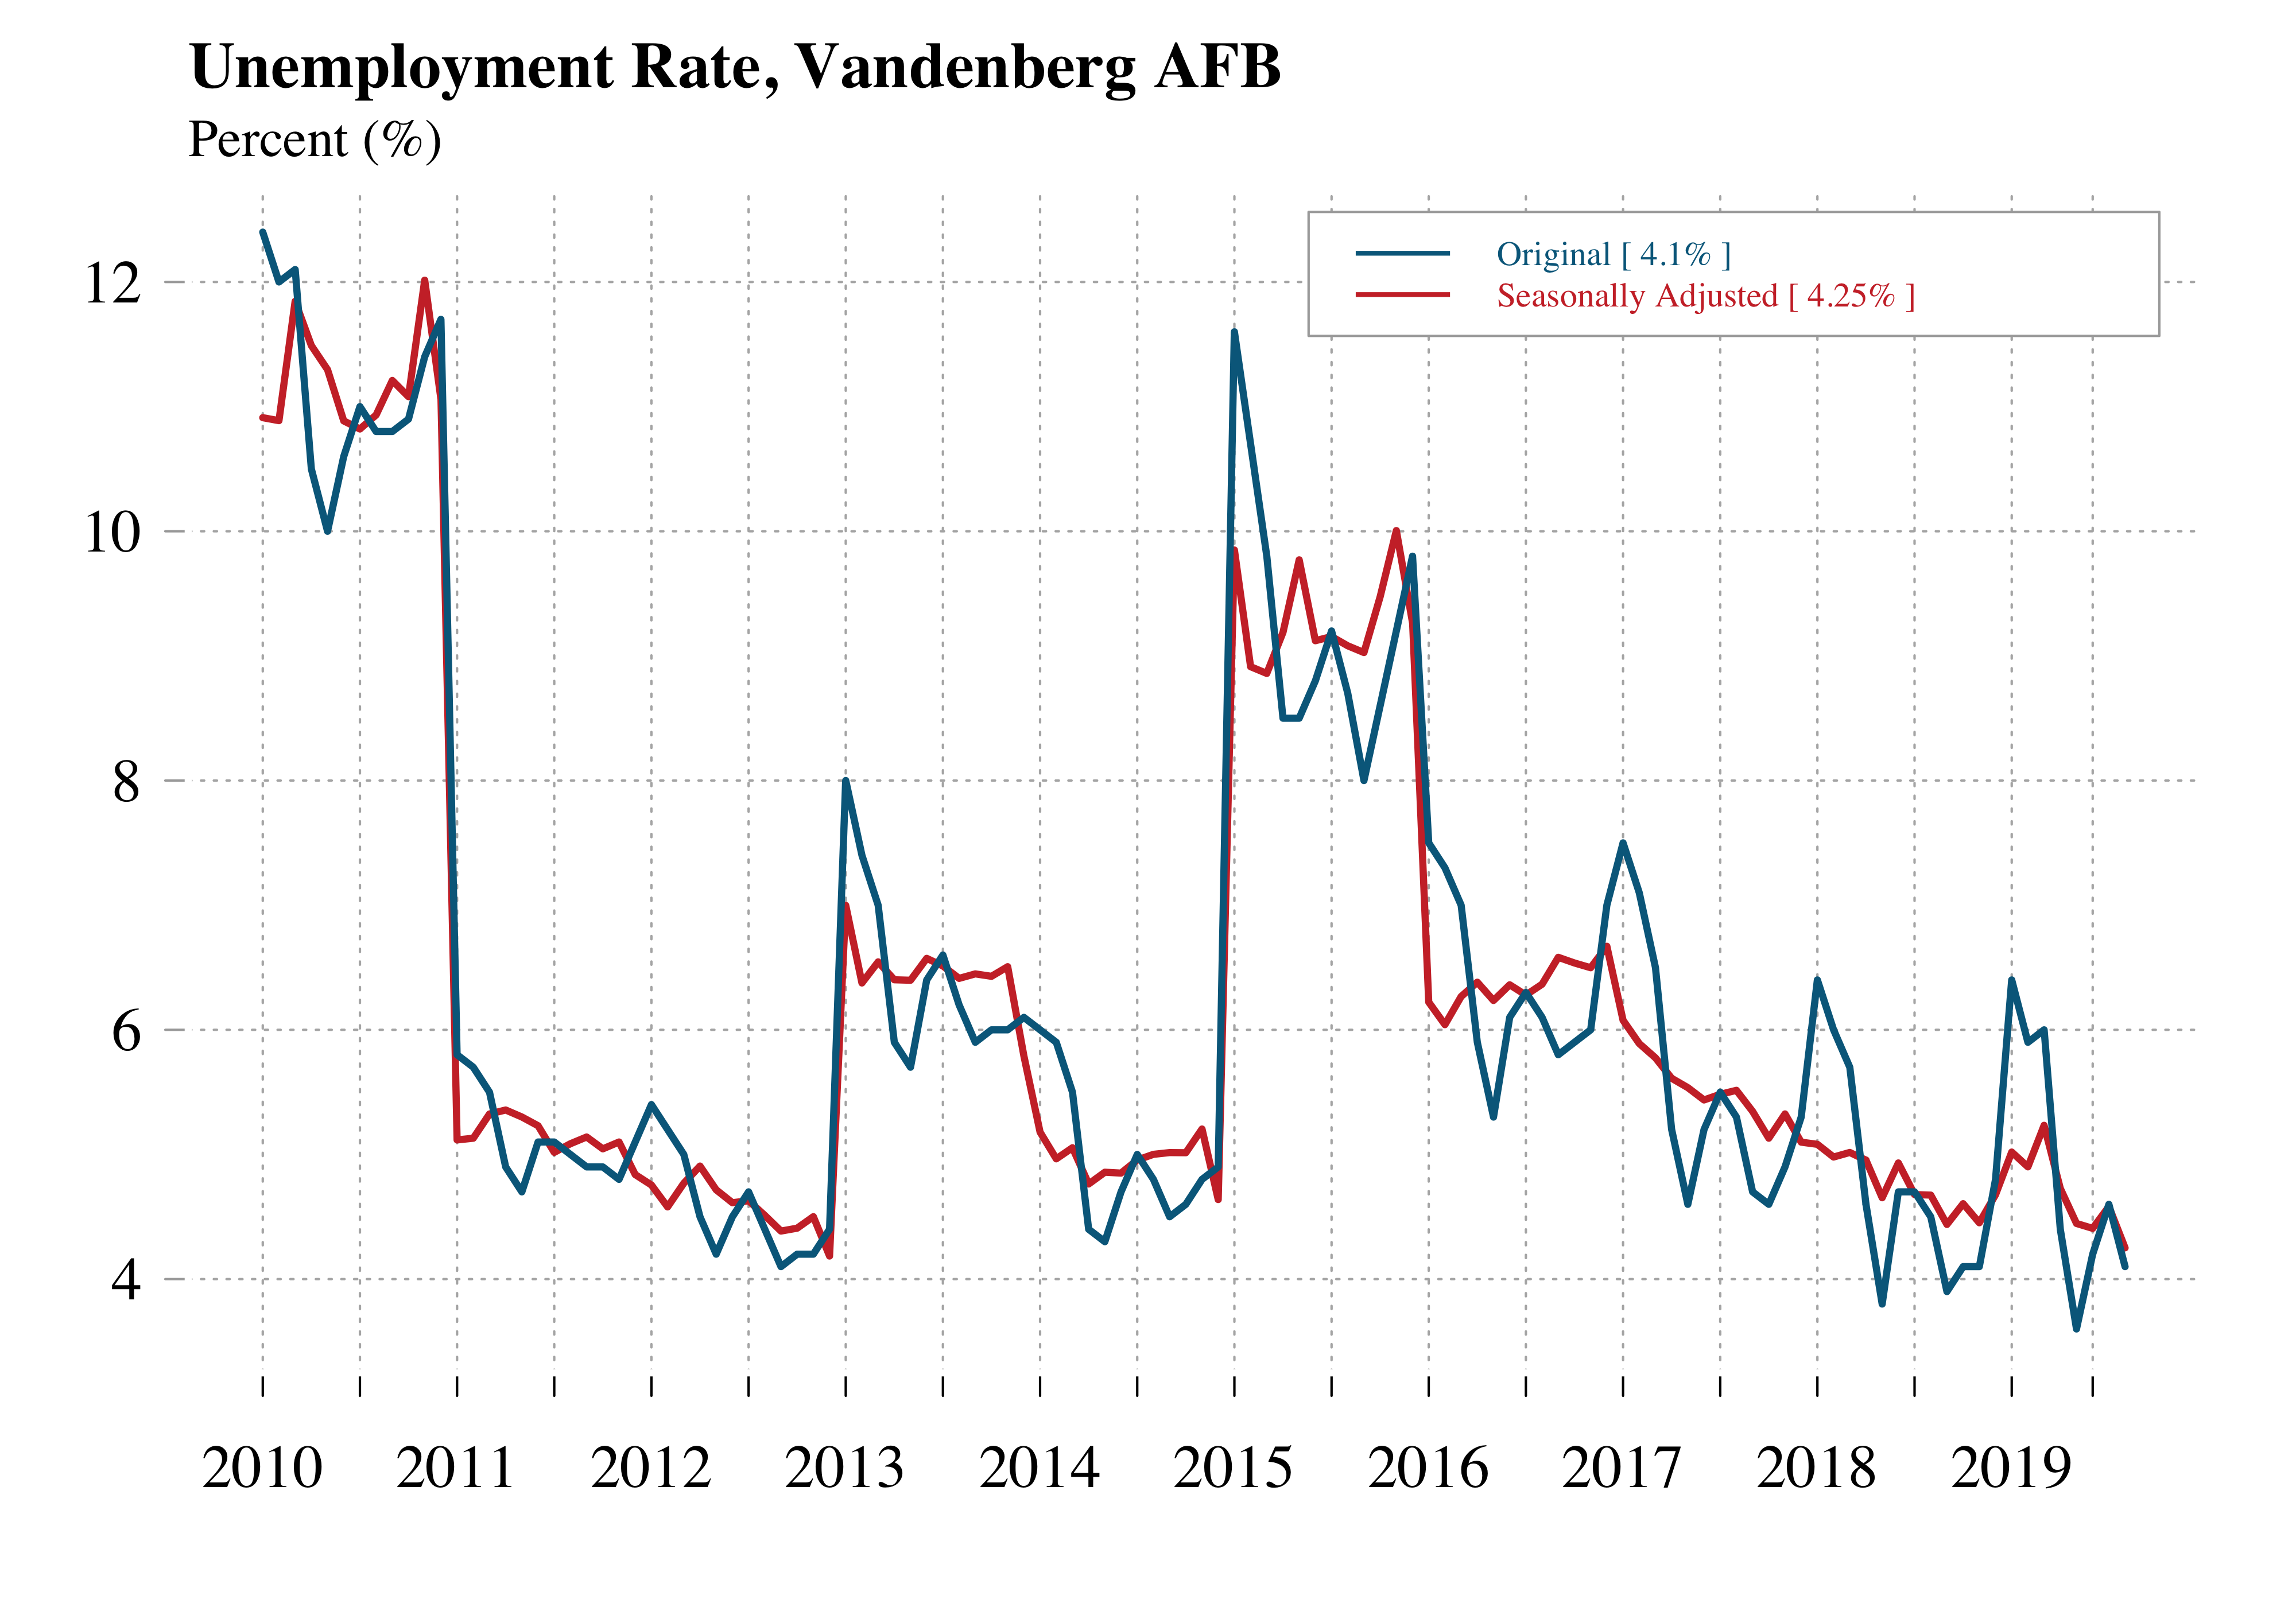 Unemployment Rate, Vandenberg AFB
Percent (%)
Original [ 4.1% ]
Seasonally Adjusted [ 4.25% ]
12
10
8
6
4
2010 2011 2012 2013 2014 2015 2016 2017 2018 2019